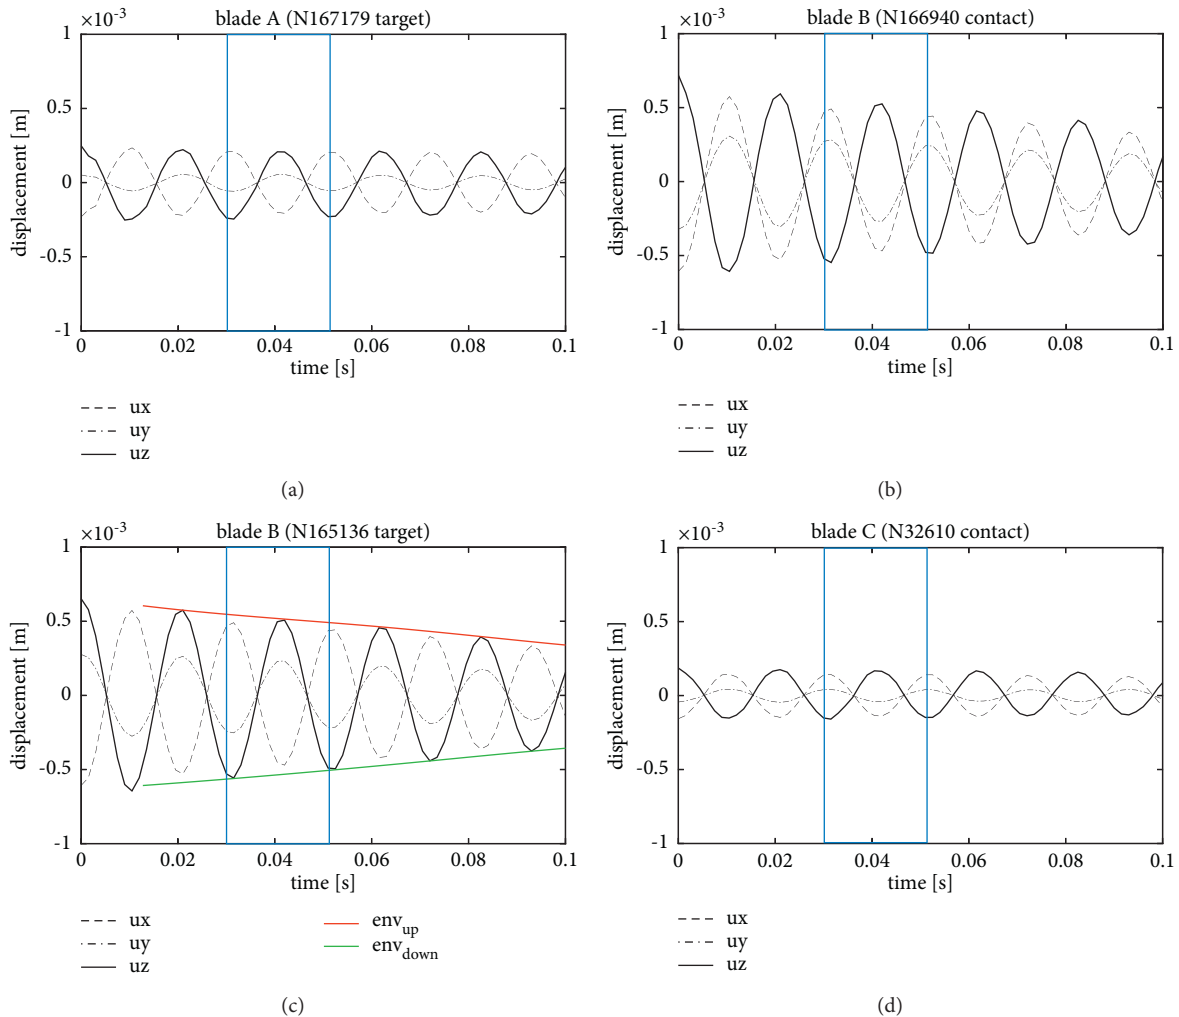 blade A (N167179 target)
×10-3
1
0.5
0
-0.5
-1
displacement [m]
0 0.02 0.04 0.06 0.08 0.1
time [s]
ux
uy
uz
(a)
blade B (N166940 contact)
×10-3
1
0.5
0
-0.5
-1
displacement [m]
0 0.02 0.04 0.06 0.08 0.1
time [s]
ux
uy
uz
(b)
blade B (N165136 target)
×10-3
1
0.5
0
-0.5
-1
displacement [m]
0 0.02 0.04 0.06 0.08 0.1
time [s]
ux env up
uy env down
uz
(c)
blade C (N32610 contact)
×10-3
1
0.5
0
-0.5
-1
displacement [m]
0 0.02 0.04 0.06 0.08 0.1
time [s]
ux
uy
uz
(d)